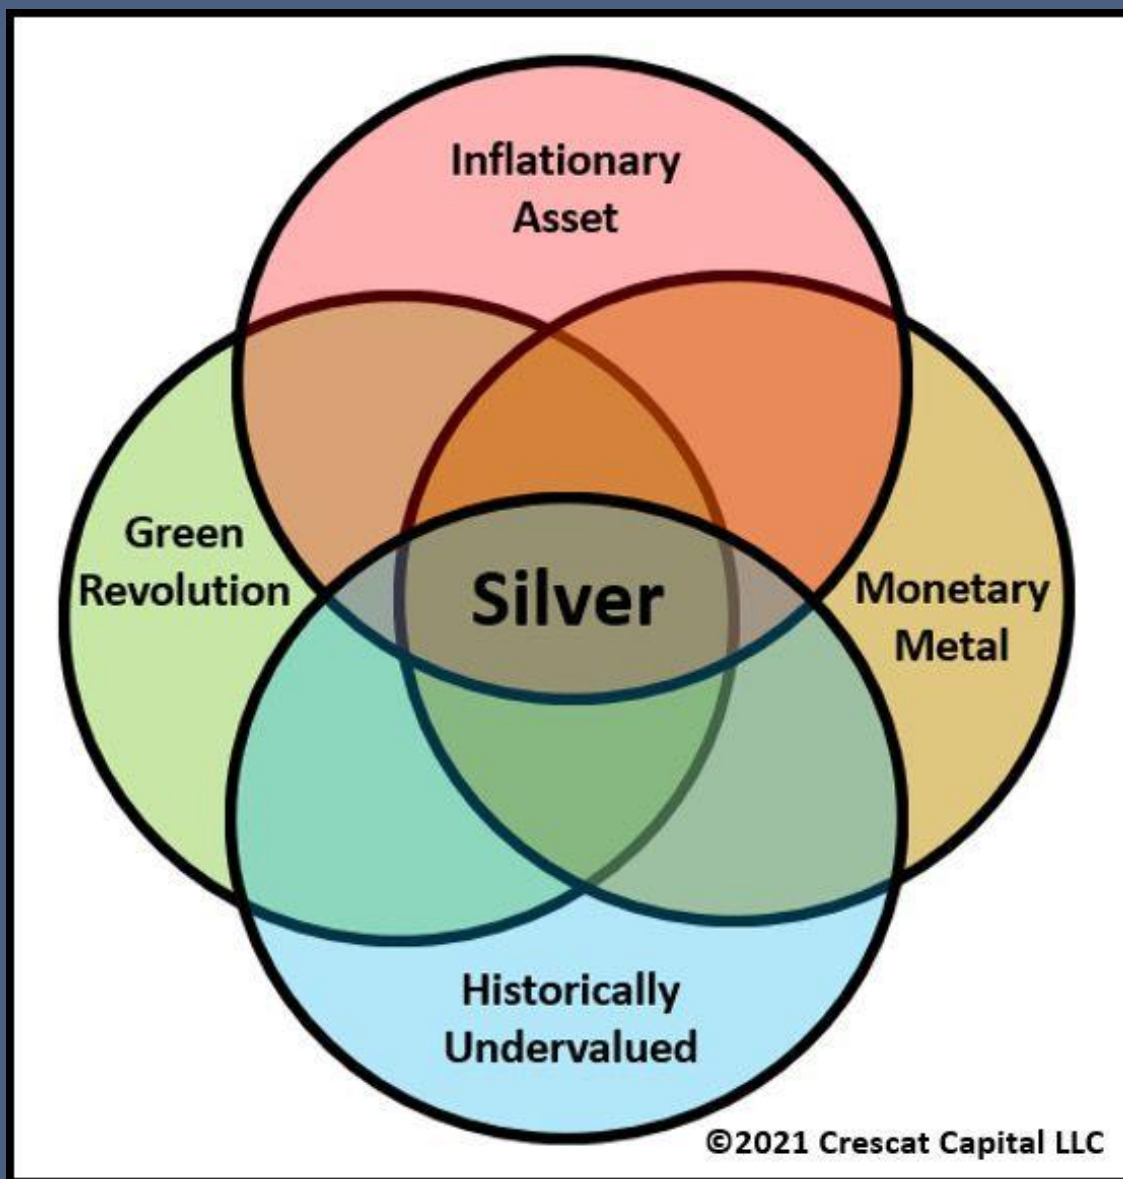 Inflationary
Asset
Green
Revolution
Silver
Monetary
Metal
Historically
Undervalued
©2021 Crescat Capital LLC